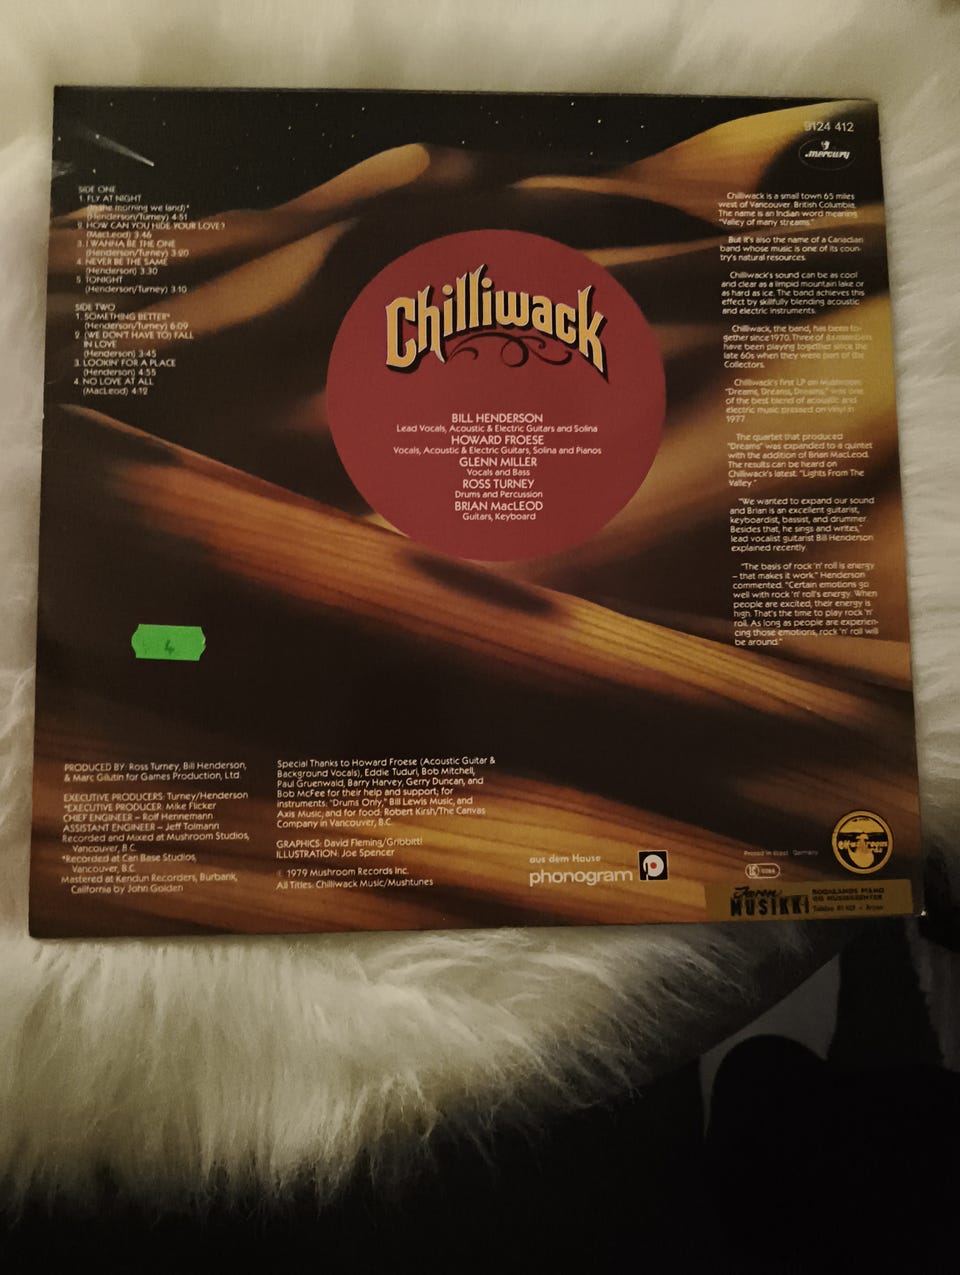 9124 412
mercury
SIDE ONE
1. FLY AT NIGHT
(In the morning we land)*
(Henderson/Turney) 4:51
2. HOW CAN YOU HIDE YOUR LOVE?
(MacLeod) 3.46
3. I WANNA BE THE ONE
(Henderson/Turney) 3:20
4. NEVER BE THE SAME
(Henderson) 3.30
5. TONIGHT
(Henderson/Turney) 3:10
SIDE TWO
1. SOMETHING BETTER*
(Henderson/Turney) 6:09
2. (WE DON'T HAVE TO) FALL
IN LOVE
(Henderson) 3:45
3. LOOKIN' FOR A PLACE
(Henderson) 4:55
4. NO LOVE AT ALL
(MacLeod) 4:12
Chilliwack
BILL HENDERSON
Lead Vocals, Acoustic & Electric Guitars and Solina
HOWARD FROESE
Vocals, Acoustic & Electric Guitars, Solina and Pianos
GLENN MILLER
Vocals and Bass
ROSS TURNEY
Drums and Percussion
BRIAN MacLEOD
Guitars, Keyboard
Chilliwack is a small town 65 miles
west of Vancouver. British Columbia.
The name is an Indian word meaning
"Valley of many streams."
But it's also the name of a Canadian
band whose music is one of its coun-
try's natural resources.
Chilliwack's sound can be as cool
and clear as a limpid mountain lake or
as hard as ice. The band achieves this
effect by skillfully blending acoustic
and electric instruments.
Chilliwack, the band, has been to-
gether since 1970. Three of its members
have been playing together since the
late 60s when they were part of the
Collectors.
Chilliwack's first LP on Mushroom
"Dreams, Dreams, Dreams," was one
of the best blend of acoustic and
electric music pressed on vinyl in
1977
The quartet that produced
"Dreams" was expanded to a quintet
with the addition of Brian MacLeod.
The results can be heard on
Chilliwack's latest: "Lights From The
Valley."
"We wanted to expand our sound
and Brian is an excellent guitarist,
keyboardist, bassist, and drummer.
Besides that, he sings and writes,"
lead vocalist guitarist Bill Henderson
explained recently.
"The basis of rock 'n' roll is energy
– that makes it work." Henderson
commented. "Certain emotions go
well with rock 'n' roll's energy. When
people are excited, their energy is
high. That's the time to play rock 'n'
roll. As long as people are experien-
cing those emotions, rock 'n' roll will
be around."
4
PRODUCED BY: Ross Turney, Bill Henderson,
& Marc Gilutin for Games Production, Ltd.
EXECUTIVE PRODUCERS: Turney/Henderson
*EXECUTIVE PRODUCER: Mike Flicker
CHIEF ENGINEER – Rolf Hennemann
ASSISTANT ENGINEER – Jeff Tolmann
Recorded and Mixed at Mushroom Studios,
Vancouver, B.C.
*Recorded at Can Base Studios,
Vancouver, B.C.
Mastered at Kendun Recorders, Burbank,
California by John Golden
Special Thanks to Howard Froese (Acoustic Guitar &
Background Vocals), Eddie Tuduri, Bob Mitchell,
Paul Gruenwald, Barry Harvey, Gerry Duncan, and
Bob McFee for their help and support; for
instruments: "Drums Only," Bill Lewis Music, and
Axis Music, and for food: Robert Kirsh/The Canvas
Company in Vancouver, B.C.
GRAPHICS: David Fleming/Gribbitt!
ILLUSTRATION: Joe Spencer
© 1979 Mushroom Records Inc.
All Titles: Chilliwack Music/Mushtunes
aus dem Hause
phonogram
Printed in West Germany
Mushroom
Jæren
MUSIKK
ROGALANDS PIANO
OG MUSIKKSENTER